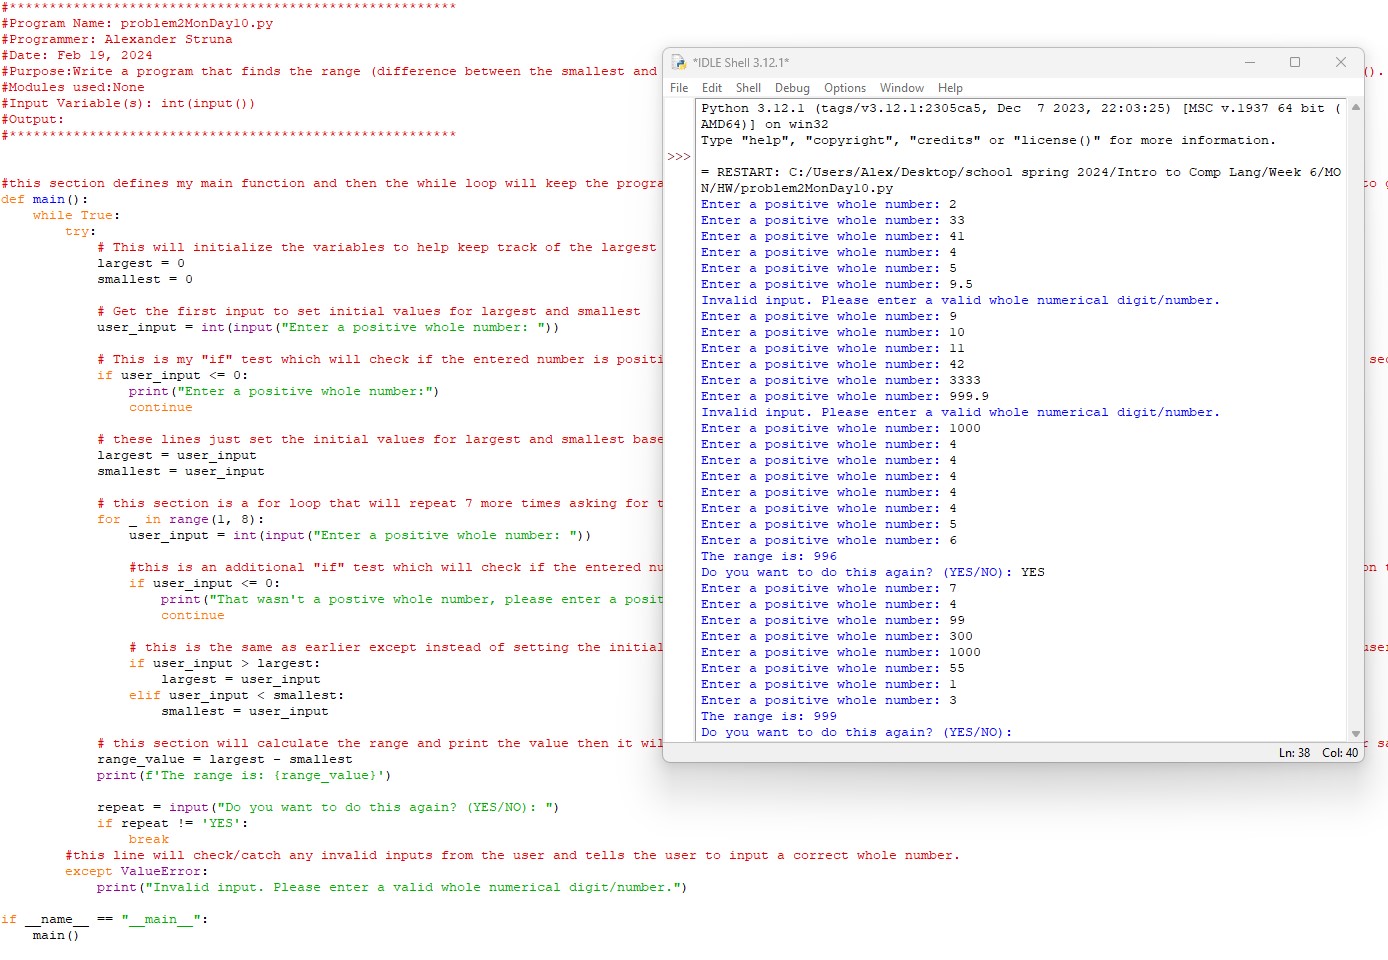 #********************************************************
#Program Name: problem2MonDay10.py
#Programmer: Alexander Struna
#Date: Feb 19, 2024
#Purpose:Write a program that finds the range (difference between the smallest and
().
#Modules used:None
#Input Variable(s): int(input())
#Output:
#********************************************************
#this section defines my main function and then the while loop will keep the progra
to g
def main():
while True:
try:
# This will initialize the variables to help keep track of the largest
largest = 0
smallest = 0
# Get the first input to set initial values for largest and smallest
user_input = int(input("Enter a positive whole number: "))
# This is my "if" test which will check if the entered number is positi
sec
if user_input <= 0:
print("Enter a positive whole number:")
continue
# these lines just set the initial values for largest and smallest base
largest = user_input
smallest = user_input
# this section is a for loop that will repeat 7 more times asking for t
for _ in range(1, 8):
user_input = int(input("Enter a positive whole number: "))
#this is an additional "if" test which will check if the entered nu
on t
if user_input <= 0:
print("That wasn't a postive whole number, please enter a posit
continue
# this is the same as earlier except instead of setting the initial
user
if user_input > largest:
largest = user_input
elif user_input < smallest:
smallest = user_input
# this section will calculate the range and print the value then it wil
r sa
range_value = largest - smallest
print(f'The range is: {range_value}')
repeat = input("Do you want to do this again? (YES/NO): ")
if repeat != 'YES':
break
#this line will check/catch any invalid inputs from the user and tells the user to input a correct whole number.
except ValueError:
print("Invalid input. Please enter a valid whole numerical digit/number.")
if __name__ == "__main__":
main()
*IDLE Shell 3.12.1*
File Edit Shell Debug Options Window Help
Python 3.12.1 (tags/v3.12.1:2305ca5, Dec  7 2023, 22:03:25) [MSC v.1937 64 bit (
AMD64)] on win32
Type "help", "copyright", "credits" or "license()" for more information.
>>>
= RESTART: C:/Users/Alex/Desktop/school spring 2024/Intro to Comp Lang/Week 6/MO
N/HW/problem2MonDay10.py
Enter a positive whole number: 2
Enter a positive whole number: 33
Enter a positive whole number: 41
Enter a positive whole number: 4
Enter a positive whole number: 5
Enter a positive whole number: 9.5
Invalid input. Please enter a valid whole numerical digit/number.
Enter a positive whole number: 9
Enter a positive whole number: 10
Enter a positive whole number: 11
Enter a positive whole number: 42
Enter a positive whole number: 3333
Enter a positive whole number: 999.9
Invalid input. Please enter a valid whole numerical digit/number.
Enter a positive whole number: 1000
Enter a positive whole number: 4
Enter a positive whole number: 4
Enter a positive whole number: 4
Enter a positive whole number: 4
Enter a positive whole number: 4
Enter a positive whole number: 5
Enter a positive whole number: 6
The range is: 996
Do you want to do this again? (YES/NO): YES
Enter a positive whole number: 7
Enter a positive whole number: 4
Enter a positive whole number: 99
Enter a positive whole number: 300
Enter a positive whole number: 1000
Enter a positive whole number: 55
Enter a positive whole number: 1
Enter a positive whole number: 3
The range is: 999
Do you want to do this again? (YES/NO):
Ln: 38 Col: 40